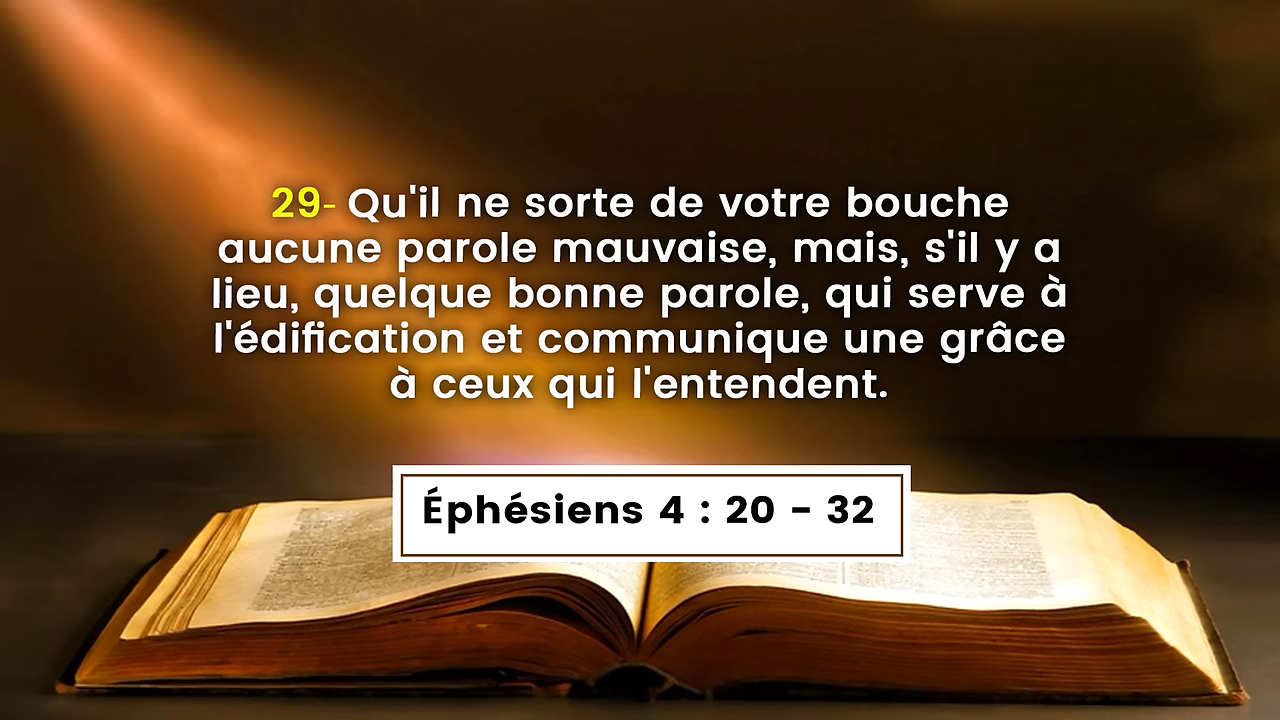 29- Qu'il ne sorte de votre bouche
aucune parole mauvaise, mais, s'il y a
lieu, quelque bonne parole, qui serve à
l'édification et communique une grâce
à ceux qui l'entendent.
Éphésiens 4 : 20 - 32